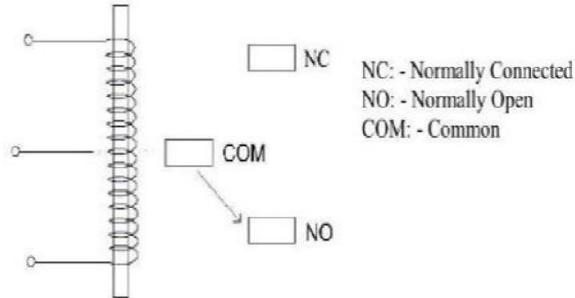 NC
NC: - Normally Connected
NO: - Normally Open
COM: - Common
COM
NO